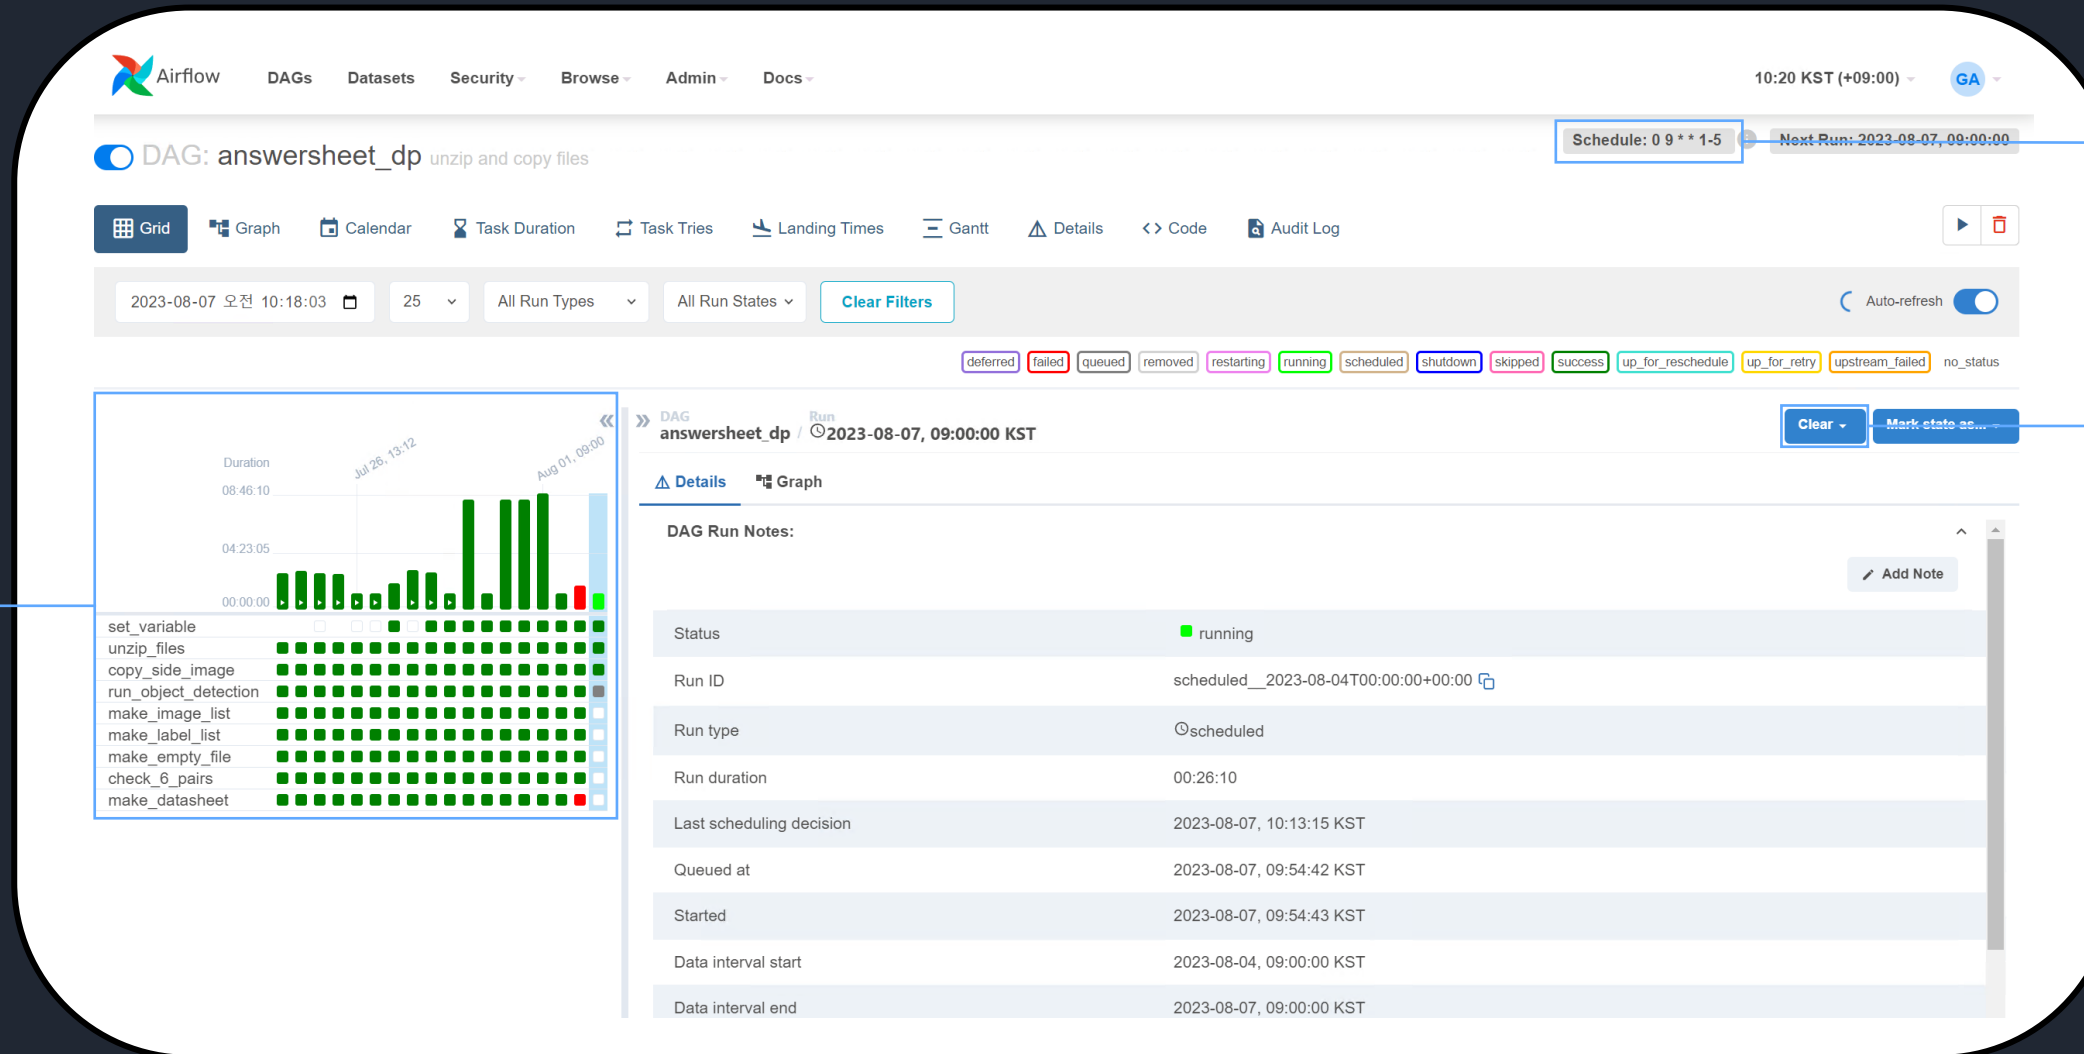 Airflow DAGs Datasets Security Browse Admin Docs 10:20 KST (+09:00) GA
Schedule: 0 9 * * 1-5 Next Run: 2023-08-07, 09:00:00
DAG: answersheet_dp unzip and copy files
Grid Graph Calendar Task Duration Task Tries Landing Times Gantt Details <> Code Audit Log
2023-08-07 오전 10:18:03 25 All Run Types All Run States Clear Filters Auto-refresh
deferred failed queued removed restarting running scheduled shutdown skipped success up_for_reschedule up_for_retry upstream_failed no_status
Duration
Jul 26, 13:12
Aug 01, 09:00
08:46:10
04:23:05
00:00:00
set_variable
unzip_files
copy_side_image
run_object_detection
make_image_list
make_label_list
make_empty_file
check_6_pairs
make_datasheet
DAG Run
answersheet_dp / 2023-08-07, 09:00:00 KST
Clear Mark state as...
Details Graph
DAG Run Notes:
Add Note
Status running
Run ID scheduled__2023-08-04T00:00:00+00:00
Run type scheduled
Run duration 00:26:10
Last scheduling decision 2023-08-07, 10:13:15 KST
Queued at 2023-08-07, 09:54:42 KST
Started 2023-08-07, 09:54:43 KST
Data interval start 2023-08-04, 09:00:00 KST
Data interval end 2023-08-07, 09:00:00 KST